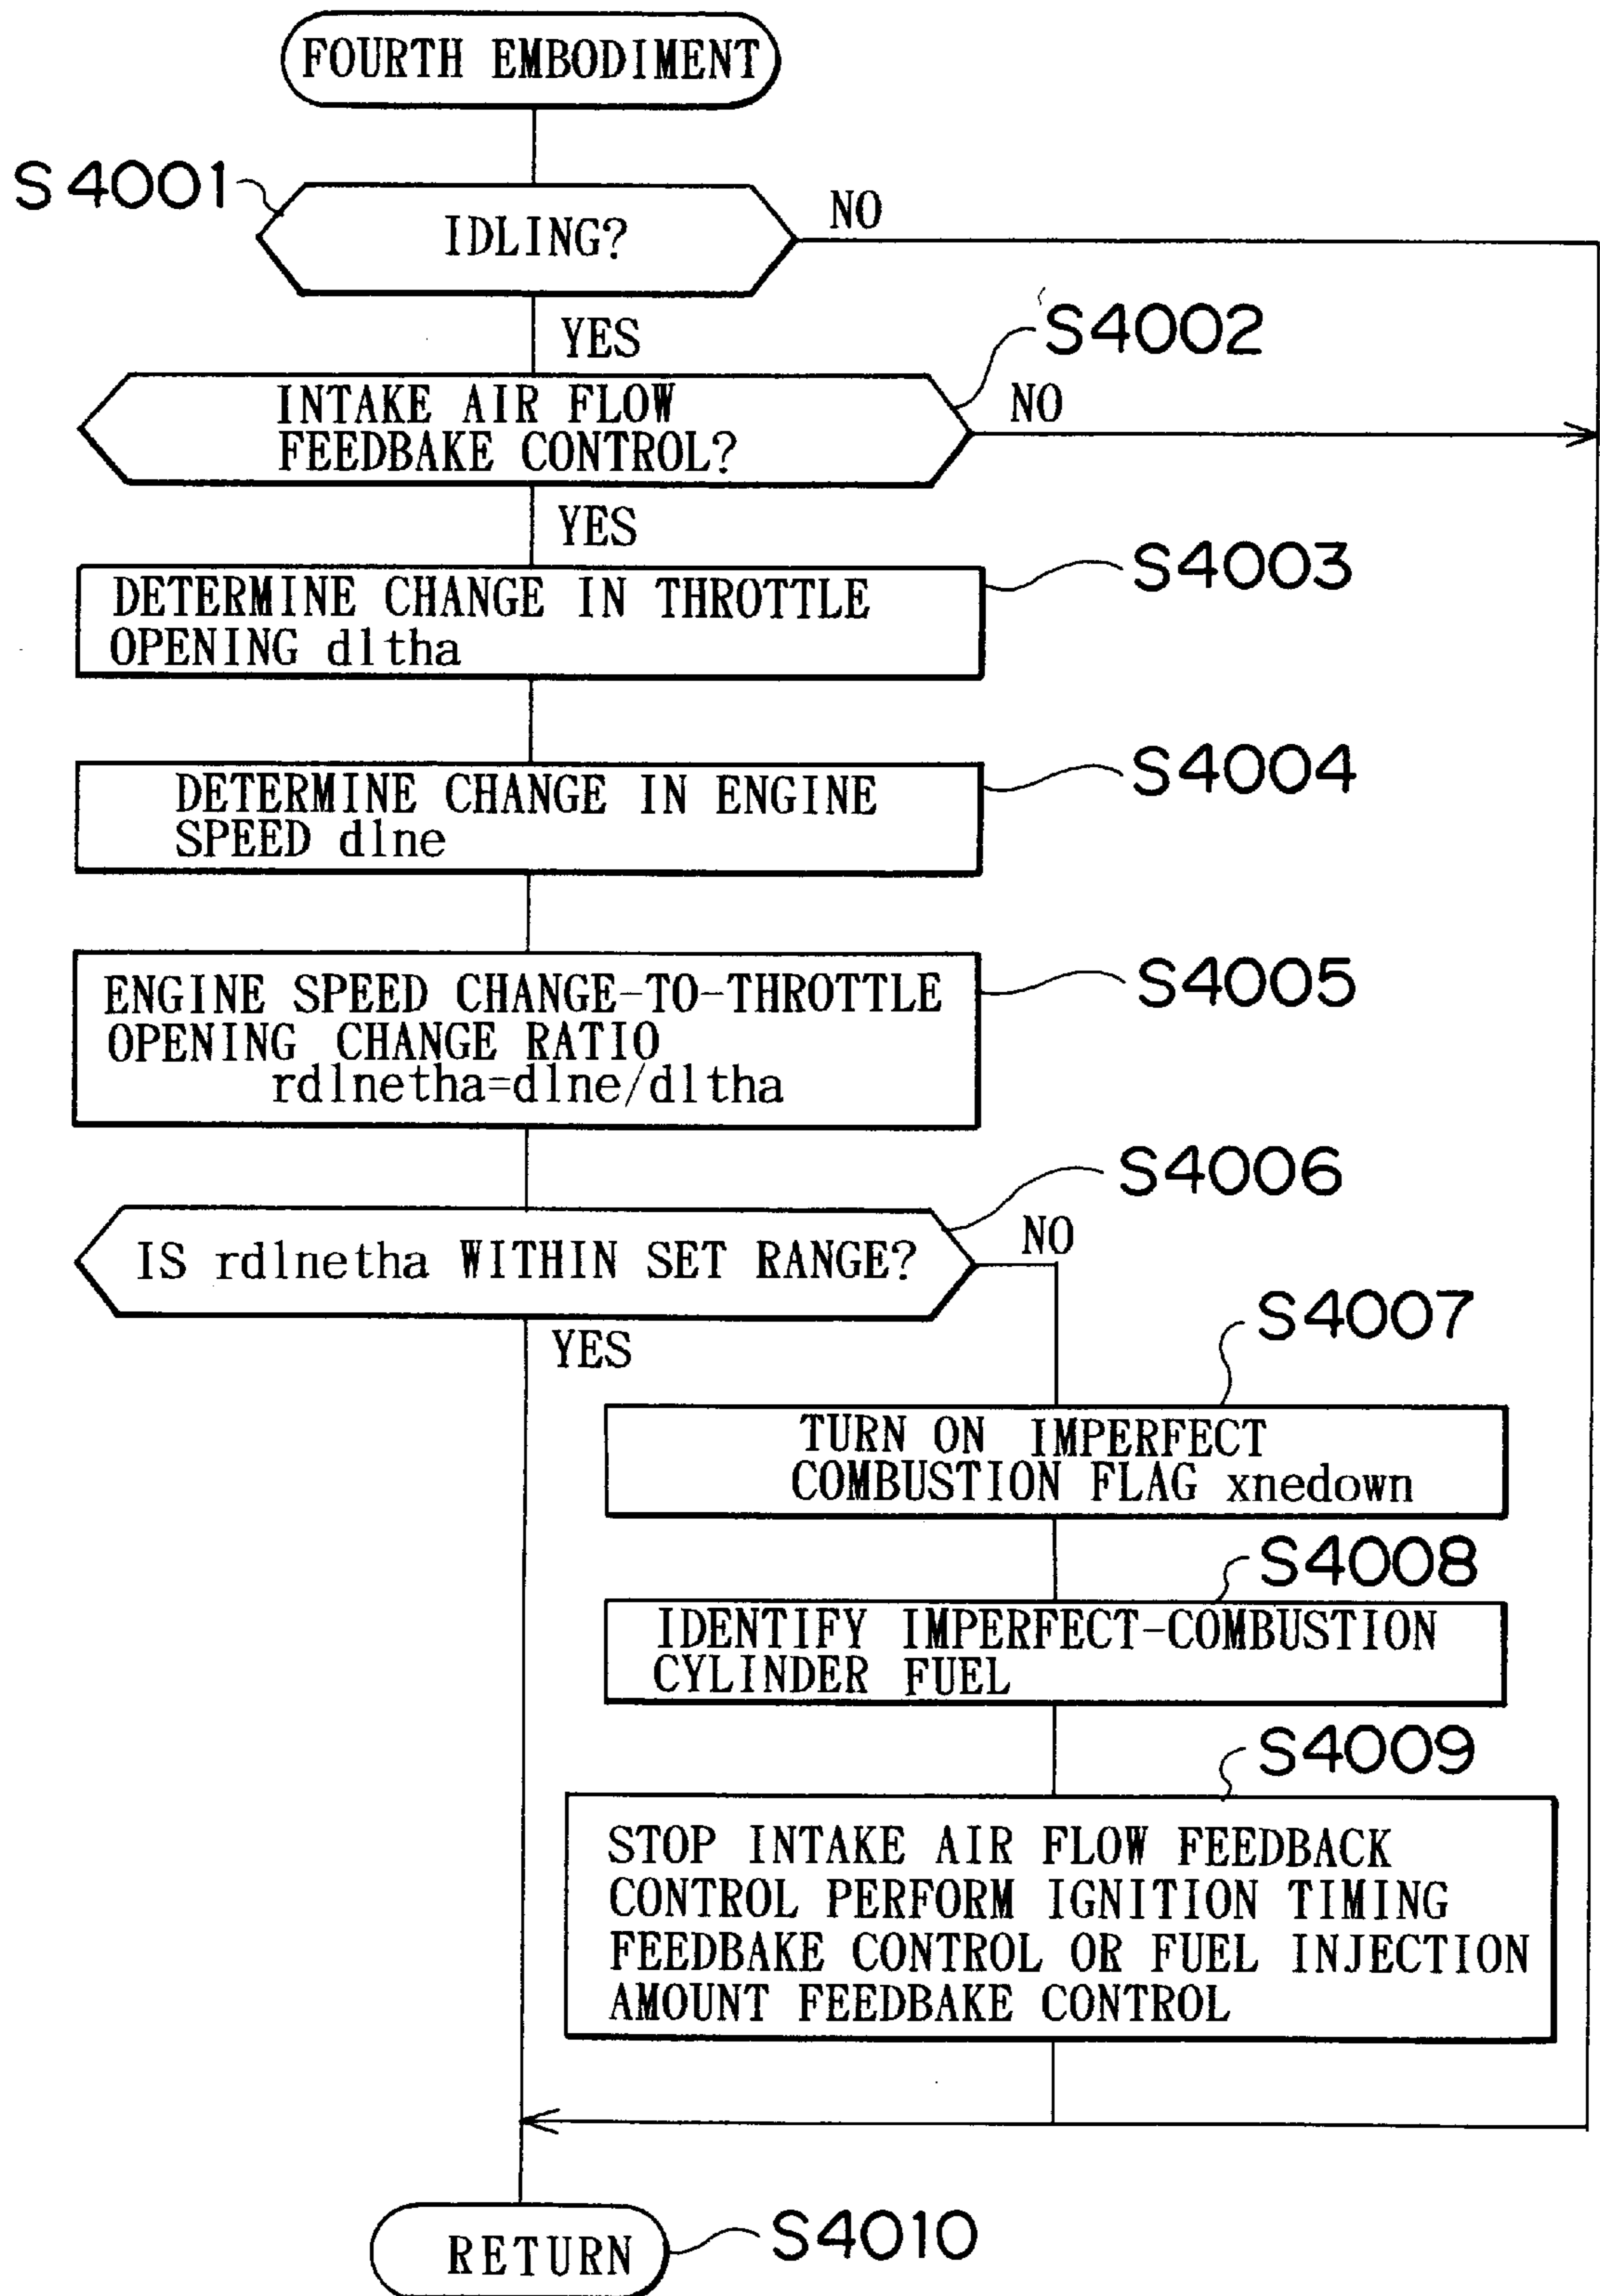 FOURTH EMBODIMENT
S4001
IDLING?
NO
YES
S4002
INTAKE AIR FLOW
FEEDBAKE CONTROL?
NO
YES
S4003
DETERMINE CHANGE IN THROTTLE
OPENING dltha
S4004
DETERMINE CHANGE IN ENGINE
SPEED dlne
S4005
ENGINE SPEED CHANGE-TO-THROTTLE
OPENING CHANGE RATIO
rdlnetha=dlne/dltha
S4006
IS rdlnetha WITHIN SET RANGE?
NO
YES
S4007
TURN ON IMPERFECT
COMBUSTION FLAG xnedown
S4008
IDENTIFY IMPERFECT-COMBUSTION
CYLINDER FUEL
S4009
STOP INTAKE AIR FLOW FEEDBACK
CONTROL PERFORM IGNITION TIMING
FEEDBAKE CONTROL OR FUEL INJECTION
AMOUNT FEEDBAKE CONTROL
RETURN
S4010